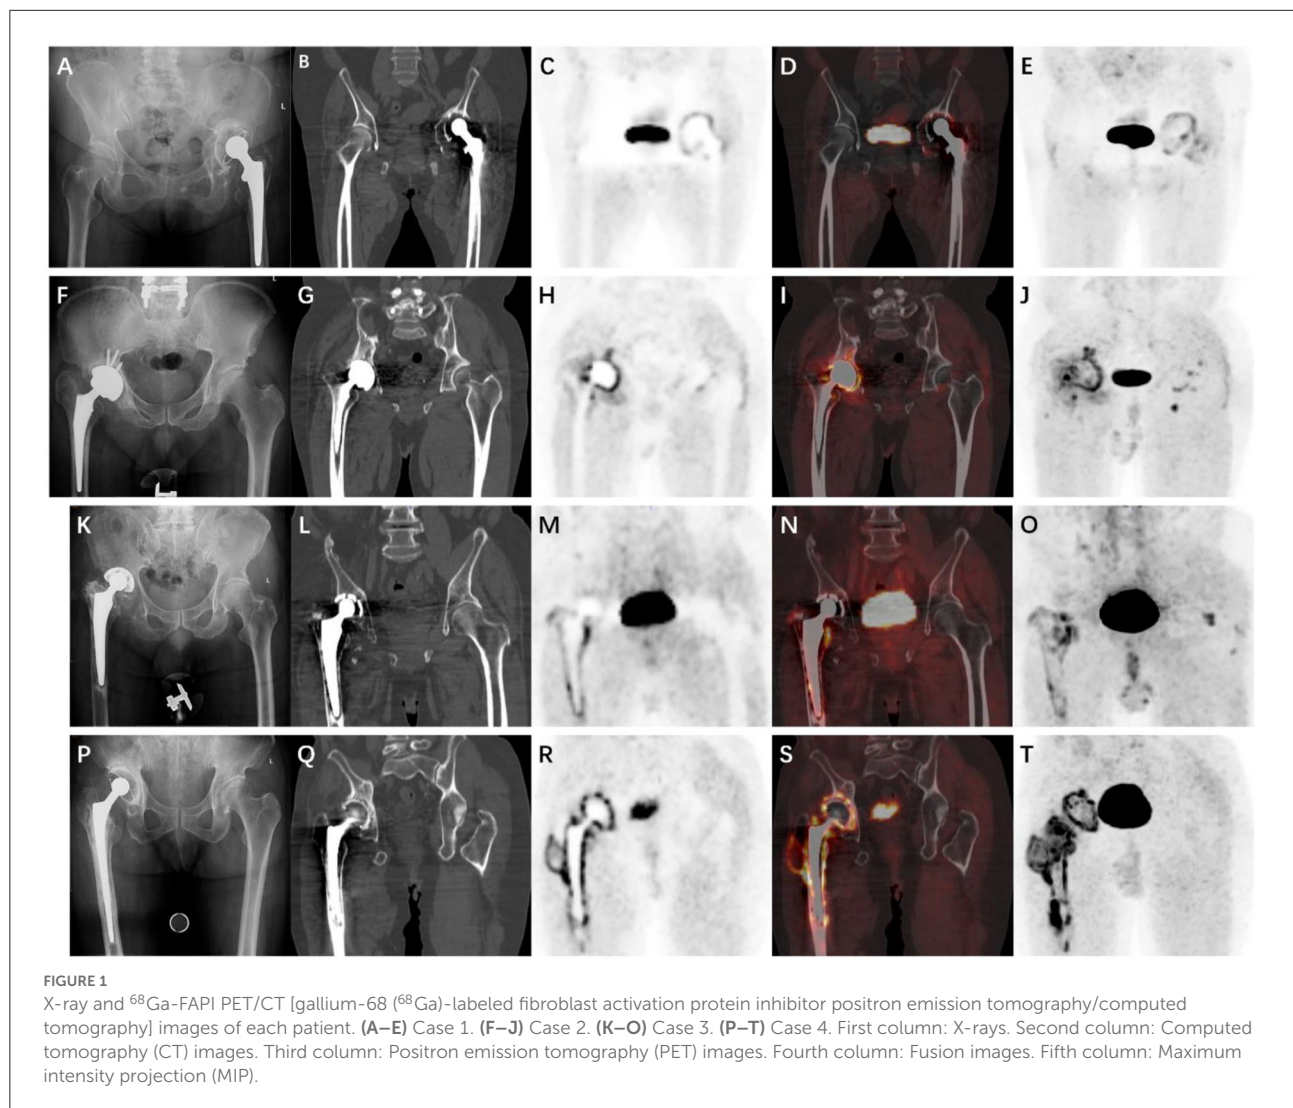 A B C D E
L
F G H I J
L
K L M N O
L
P Q R S T
L
FIGURE 1
X-ray and ⁶⁸Ga-FAPI PET/CT [gallium-68 (⁶⁸Ga)-labeled fibroblast activation protein inhibitor positron emission tomography/computed
tomography] images of each patient. (A–E) Case 1. (F–J) Case 2. (K–O) Case 3. (P–T) Case 4. First column: X-rays. Second column: Computed
tomography (CT) images. Third column: Positron emission tomography (PET) images. Fourth column: Fusion images. Fifth column: Maximum
intensity projection (MIP).